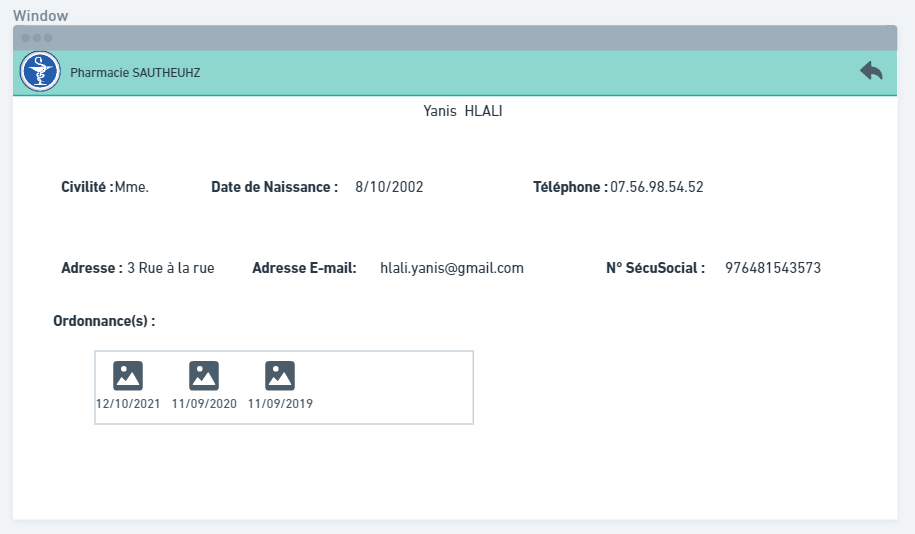 Window
Pharmacie SAUTHEUHZ
Yanis HLALI
Civilité :Mme. Date de Naissance : 8/10/2002 Téléphone :07.56.98.54.52
Adresse : 3 Rue à la rue Adresse E-mail: hlali.yanis@gmail.com N° SécuSocial : 976481543573
Ordonnance(s) :
12/10/2021 11/09/2020 11/09/2019